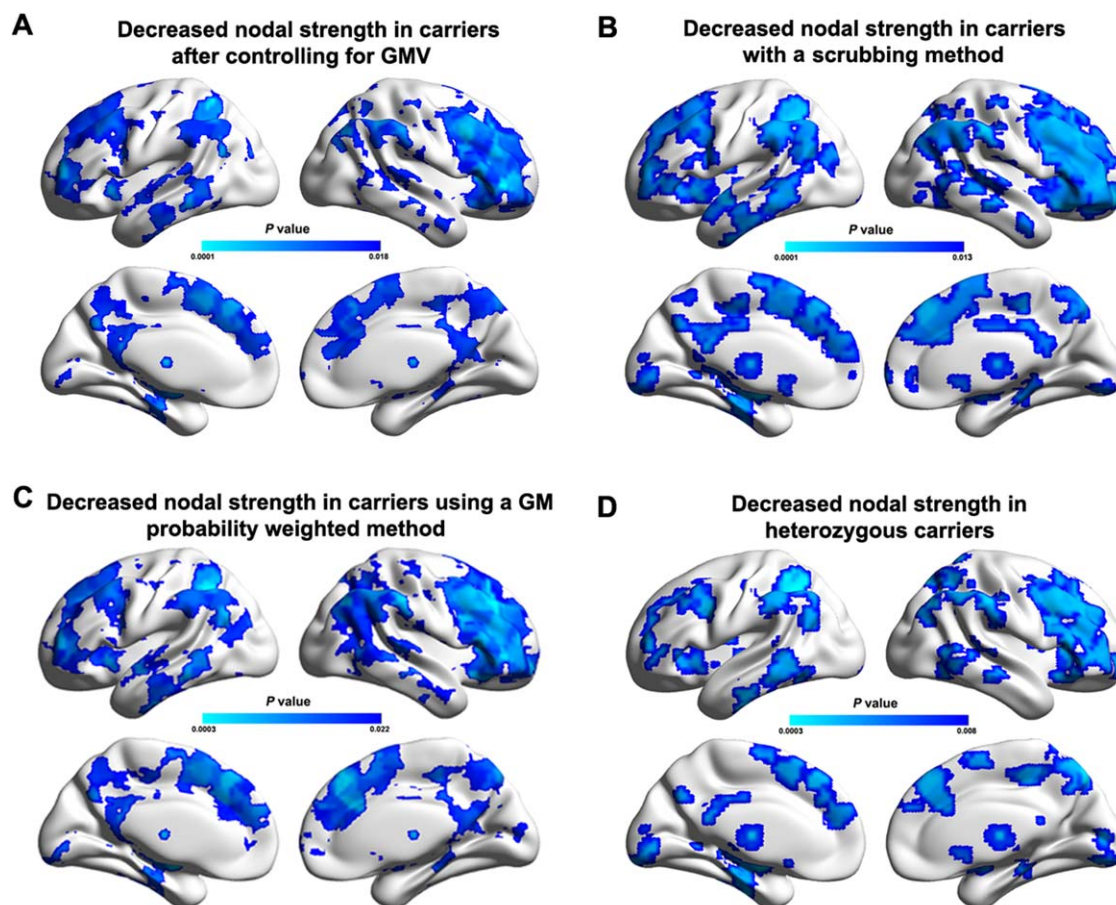 A
Decreased nodal strength in carriers
after controlling for GMV
P value
0.0001
0.018
B
Decreased nodal strength in carriers
with a scrubbing method
P value
0.0001
0.013
C
Decreased nodal strength in carriers using a GM
probability weighted method
P value
0.0003
0.022
D
Decreased nodal strength in
heterozygous carriers
P value
0.0003
0.008